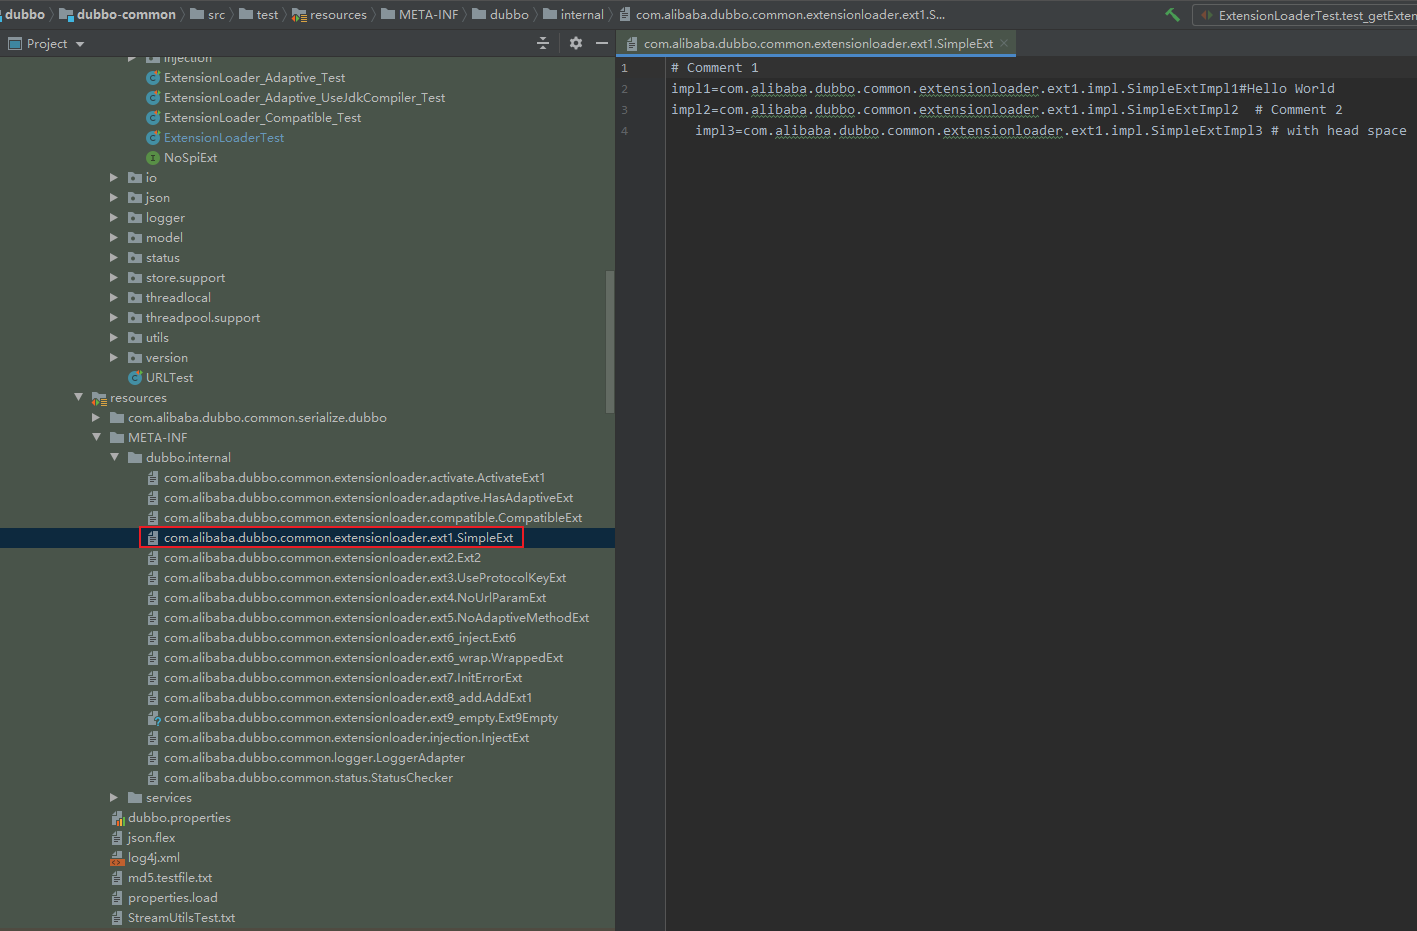 dubbo dubbo-common src test resources META-INF dubbo internal com.alibaba.dubbo.common.extensionloader.ext1.S...
ExtensionLoaderTest.test_getExten
Project
com.alibaba.dubbo.common.extensionloader.ext1.SimpleExt
injection
ExtensionLoader_Adaptive_Test
ExtensionLoader_Adaptive_UseJdkCompiler_Test
ExtensionLoader_Compatible_Test
ExtensionLoaderTest
NoSpiExt
io
json
logger
model
status
store.support
threadlocal
threadpool.support
utils
version
URLTest
resources
com.alibaba.dubbo.common.serialize.dubbo
META-INF
dubbo.internal
com.alibaba.dubbo.common.extensionloader.activate.ActivateExt1
com.alibaba.dubbo.common.extensionloader.adaptive.HasAdaptiveExt
com.alibaba.dubbo.common.extensionloader.compatible.CompatibleExt
com.alibaba.dubbo.common.extensionloader.ext1.SimpleExt
com.alibaba.dubbo.common.extensionloader.ext2.Ext2
com.alibaba.dubbo.common.extensionloader.ext3.UseProtocolKeyExt
com.alibaba.dubbo.common.extensionloader.ext4.NoUrlParamExt
com.alibaba.dubbo.common.extensionloader.ext5.NoAdaptiveMethodExt
com.alibaba.dubbo.common.extensionloader.ext6_inject.Ext6
com.alibaba.dubbo.common.extensionloader.ext6_wrap.WrappedExt
com.alibaba.dubbo.common.extensionloader.ext7.InitErrorExt
com.alibaba.dubbo.common.extensionloader.ext8_add.AddExt1
com.alibaba.dubbo.common.extensionloader.ext9_empty.Ext9Empty
com.alibaba.dubbo.common.extensionloader.injection.InjectExt
com.alibaba.dubbo.common.logger.LoggerAdapter
com.alibaba.dubbo.common.status.StatusChecker
services
dubbo.properties
json.flex
log4j.xml
md5.testfile.txt
properties.load
StreamUtilsTest.txt
1 # Comment 1
2 impl1=com.alibaba.dubbo.common.extensionloader.ext1.impl.SimpleExtImpl1#Hello World
3 impl2=com.alibaba.dubbo.common.extensionloader.ext1.impl.SimpleExtImpl2  # Comment 2
4    impl3=com.alibaba.dubbo.common.extensionloader.ext1.impl.SimpleExtImpl3 # with head space